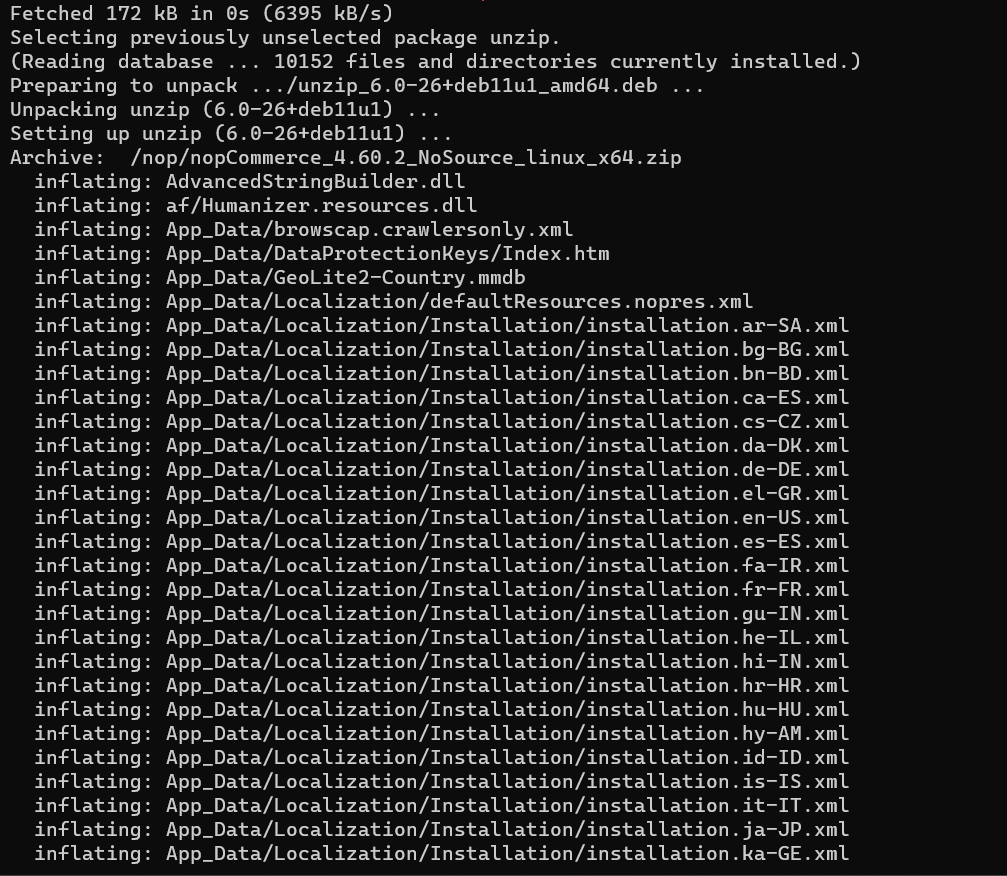 Fetched 172 kB in 0s (6395 kB/s)
Selecting previously unselected package unzip.
(Reading database ... 10152 files and directories currently installed.)
Preparing to unpack .../unzip_6.0-26+deb11u1_amd64.deb ...
Unpacking unzip (6.0-26+deb11u1) ...
Setting up unzip (6.0-26+deb11u1) ...
Archive:  /nop/nopCommerce_4.60.2_NoSource_linux_x64.zip
  inflating: AdvancedStringBuilder.dll
  inflating: af/Humanizer.resources.dll
  inflating: App_Data/browscap.crawlersonly.xml
  inflating: App_Data/DataProtectionKeys/Index.htm
  inflating: App_Data/GeoLite2-Country.mmdb
  inflating: App_Data/Localization/defaultResources.nopres.xml
  inflating: App_Data/Localization/Installation/installation.ar-SA.xml
  inflating: App_Data/Localization/Installation/installation.bg-BG.xml
  inflating: App_Data/Localization/Installation/installation.bn-BD.xml
  inflating: App_Data/Localization/Installation/installation.ca-ES.xml
  inflating: App_Data/Localization/Installation/installation.cs-CZ.xml
  inflating: App_Data/Localization/Installation/installation.da-DK.xml
  inflating: App_Data/Localization/Installation/installation.de-DE.xml
  inflating: App_Data/Localization/Installation/installation.el-GR.xml
  inflating: App_Data/Localization/Installation/installation.en-US.xml
  inflating: App_Data/Localization/Installation/installation.es-ES.xml
  inflating: App_Data/Localization/Installation/installation.fa-IR.xml
  inflating: App_Data/Localization/Installation/installation.fr-FR.xml
  inflating: App_Data/Localization/Installation/installation.gu-IN.xml
  inflating: App_Data/Localization/Installation/installation.he-IL.xml
  inflating: App_Data/Localization/Installation/installation.hi-IN.xml
  inflating: App_Data/Localization/Installation/installation.hr-HR.xml
  inflating: App_Data/Localization/Installation/installation.hu-HU.xml
  inflating: App_Data/Localization/Installation/installation.hy-AM.xml
  inflating: App_Data/Localization/Installation/installation.id-ID.xml
  inflating: App_Data/Localization/Installation/installation.is-IS.xml
  inflating: App_Data/Localization/Installation/installation.it-IT.xml
  inflating: App_Data/Localization/Installation/installation.ja-JP.xml
  inflating: App_Data/Localization/Installation/installation.ka-GE.xml